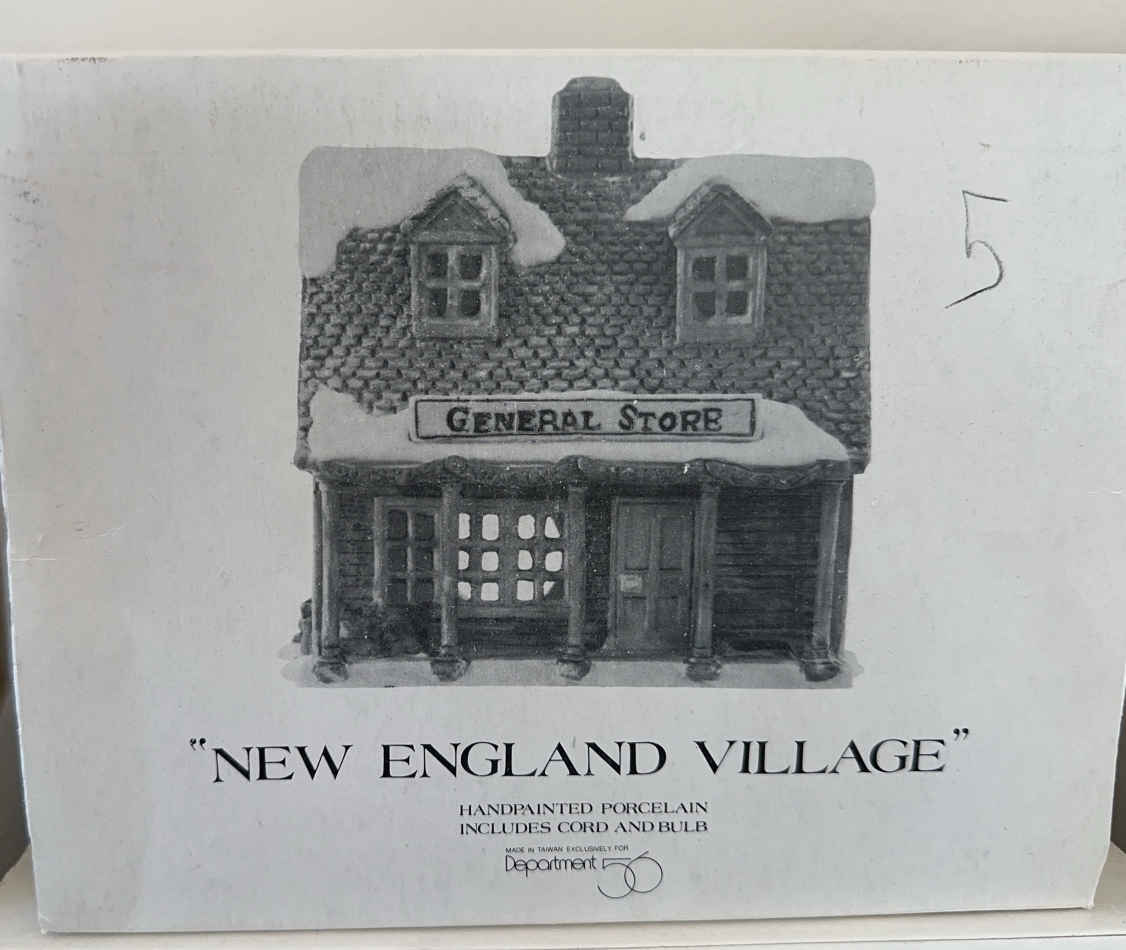 5
GENERAL STORE
"NEW ENGLAND VILLAGE"
HANDPAINTED PORCELAIN
INCLUDES CORD AND BULB
MADE IN TAIWAN EXCLUSIVELY FOR
Department 56